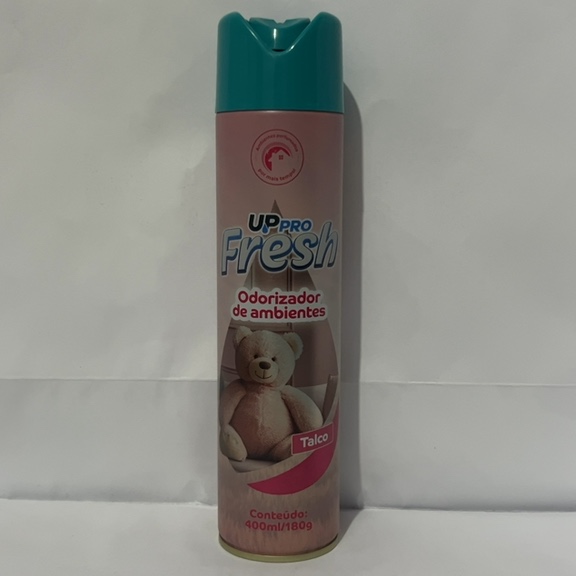 UP PRO
Fresh
Odorizador
de ambientes
Talco
Conteúdo:
400ml/180g